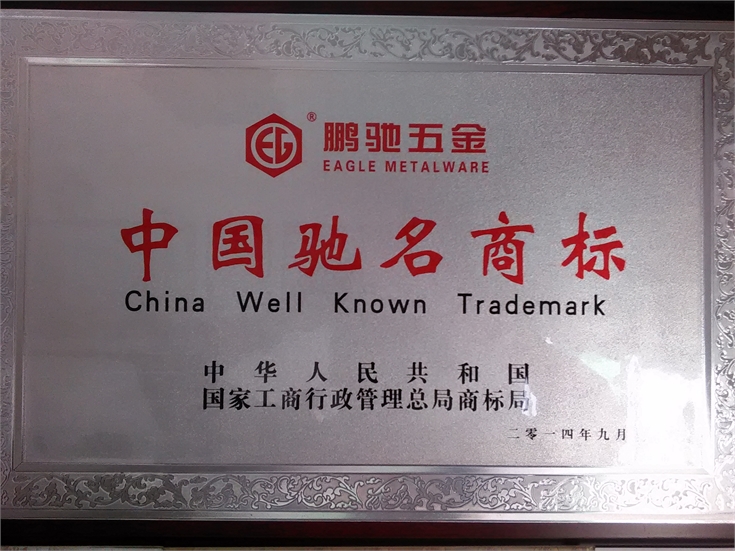 EG® 鹏驰五金
EAGLE METALWARE
中国驰名商标
China Well Known Trademark
中华人民共和国
国家工商行政管理总局商标局
二零一四年九月